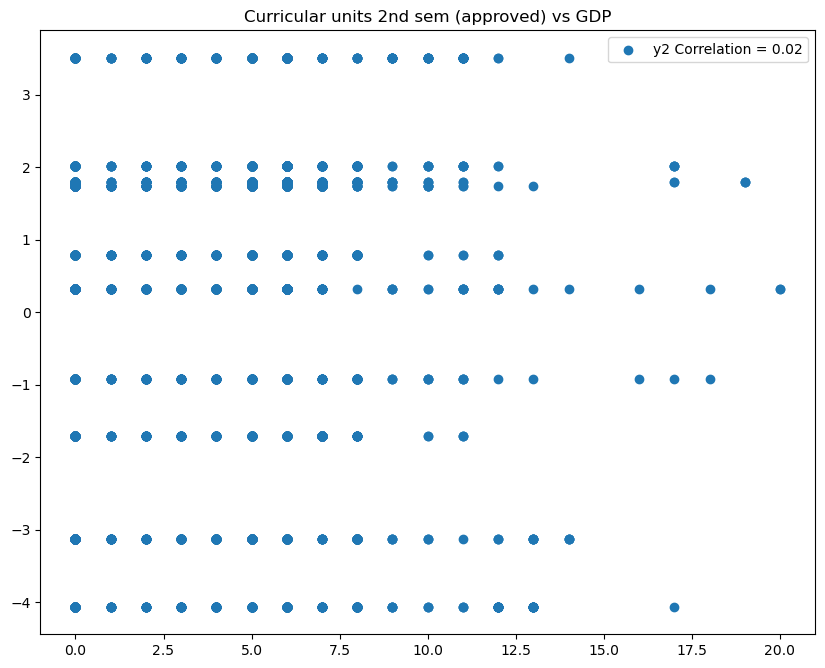 Curricular units 2nd sem (approved) vs GDP
y2 Correlation = 0.02
3
2
1
0
−1
−2
−3
−4
0.0 2.5 5.0 7.5 10.0 12.5 15.0 17.5 20.0